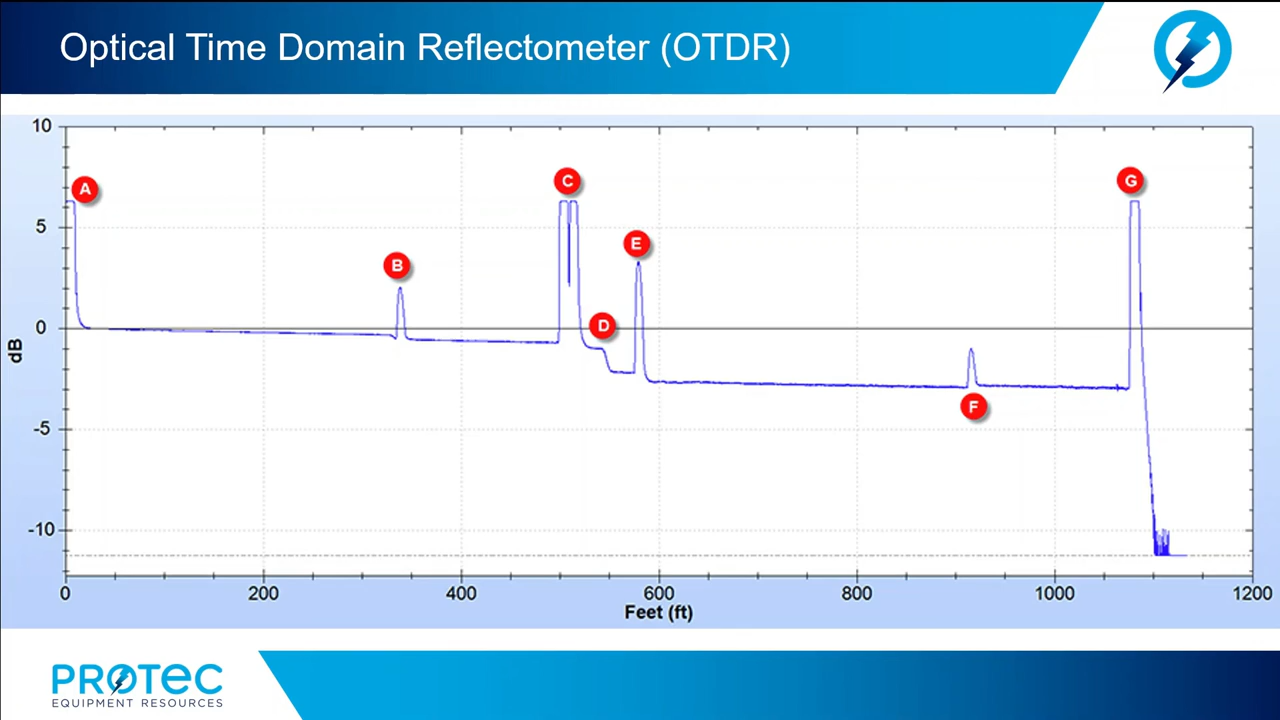 Optical Time Domain Reflectometer (OTDR)
10
5
0
-5
-10
dB
A
B
C
D
E
F
G
0 200 400 600 800 1000 1200
Feet (ft)
PROTEC
EQUIPMENT RESOURCES